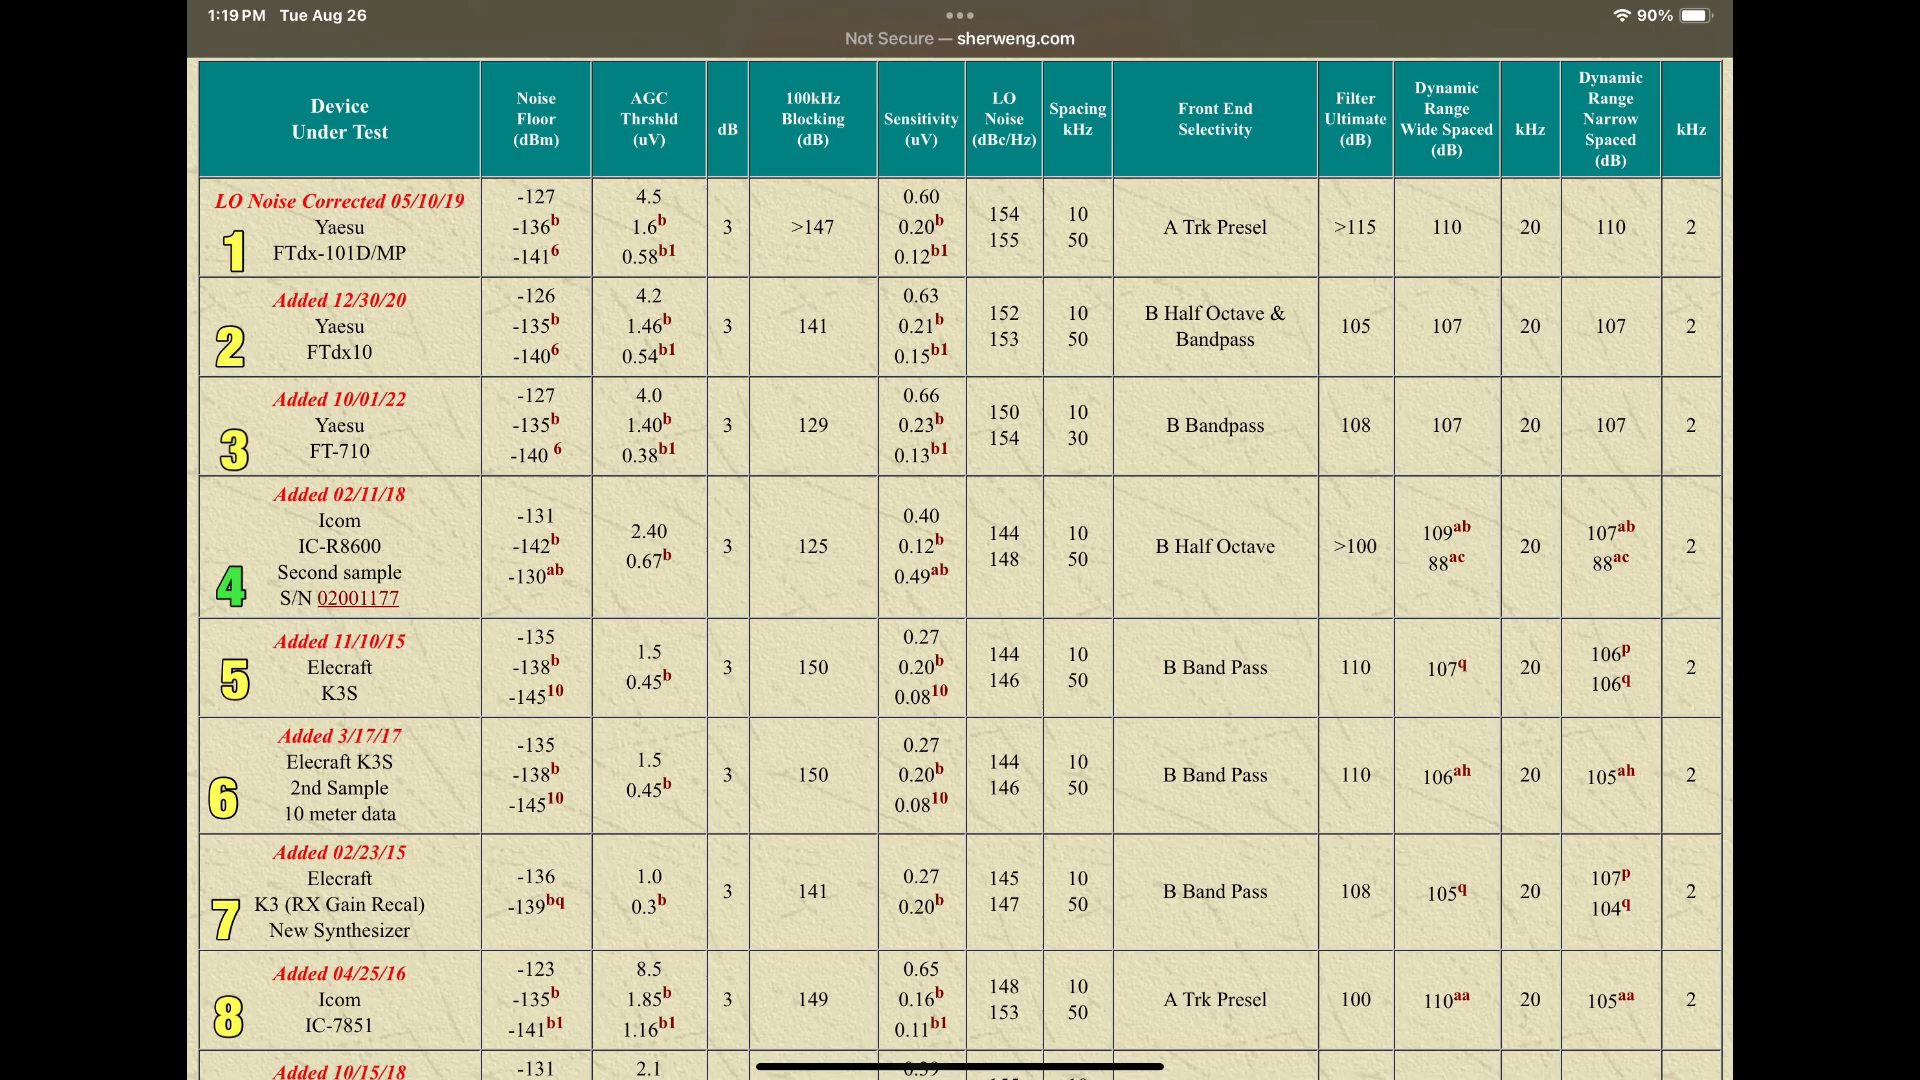 1:19 PM Tue Aug 26
90%
Not Secure — sherweng.com
Device
Under Test
Noise
Floor
(dBm)
AGC
Thrshld
(uV)
dB
100kHz
Blocking
(dB)
Sensitivity
(uV)
LO
Noise
(dBc/Hz)
Spacing
kHz
Front End
Selectivity
Filter
Ultimate
(dB)
Dynamic
Range
Wide Spaced
(dB)
kHz
Dynamic
Range
Narrow
Spaced
(dB)
kHz
1
LO Noise Corrected 05/10/19
Yaesu
FTdx-101D/MP
-127
-136b
-1416
4.5
1.6b
0.58b1
3
>147
0.60
0.20b
0.12b1
154
155
10
50
A Trk Presel
>115
110
20
110
2
2
Added 12/30/20
Yaesu
FTdx10
-126
-135b
-1406
4.2
1.46b
0.54b1
3
141
0.63
0.21b
0.15b1
152
153
10
50
B Half Octave &
Bandpass
105
107
20
107
2
3
Added 10/01/22
Yaesu
FT-710
-127
-135b
-140 6
4.0
1.40b
0.38b1
3
129
0.66
0.23b
0.13b1
150
154
10
30
B Bandpass
108
107
20
107
2
4
Added 02/11/18
Icom
IC-R8600
Second sample
S/N 02001177
-131
-142b
-130ab
2.40
0.67b
3
125
0.40
0.12b
0.49ab
144
148
10
50
B Half Octave
>100
109ab
88ac
20
107ab
88ac
2
5
Added 11/10/15
Elecraft
K3S
-135
-138b
-14510
1.5
0.45b
3
150
0.27
0.20b
0.0810
144
146
10
50
B Band Pass
110
107q
20
106p
106q
2
6
Added 3/17/17
Elecraft K3S
2nd Sample
10 meter data
-135
-138b
-14510
1.5
0.45b
3
150
0.27
0.20b
0.0810
144
146
10
50
B Band Pass
110
106ah
20
105ah
2
7
Added 02/23/15
Elecraft
K3 (RX Gain Recal)
New Synthesizer
-136
-139bq
1.0
0.3b
3
141
0.27
0.20b
145
147
10
50
B Band Pass
108
105q
20
107p
104q
2
8
Added 04/25/16
Icom
IC-7851
-123
-135b
-141b1
8.5
1.85b
1.16b1
3
149
0.65
0.16b
0.11b1
148
153
10
50
A Trk Presel
100
110aa
20
105aa
2
Added 10/15/18
-131
2.1